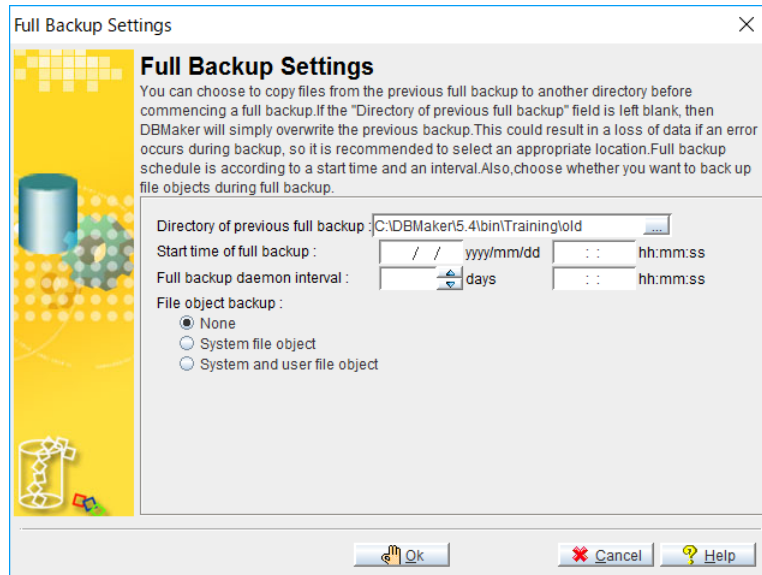 Full Backup Settings
Full Backup Settings
You can choose to copy files from the previous full backup to another directory before
commencing a full backup.If the "Directory of previous full backup" field is left blank, then
DBMaker will simply overwrite the previous backup.This could result in a loss of data if an error
occurs during backup, so it is recommended to select an appropriate location.Full backup
schedule is according to a start time and an interval.Also,choose whether you want to back up
file objects during full backup.
Directory of previous full backup : C:\DBMaker\5.4\bin\Training\old ...
Start time of full backup : / / yyyy/mm/dd : : hh:mm:ss
Full backup daemon interval : days : : hh:mm:ss
File object backup :
None
System file object
System and user file object
Ok Cancel Help